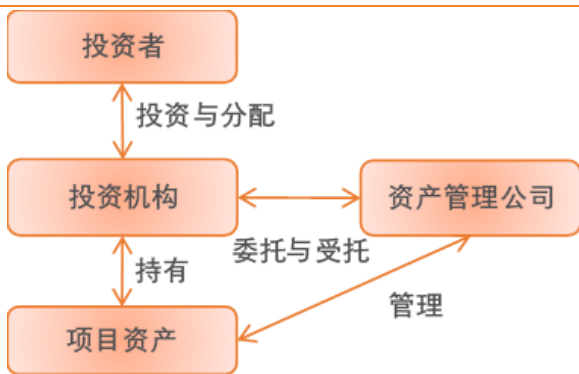 投资者
投资与分配
投资机构
资产管理公司
委托与受托
持有
管理
项目资产